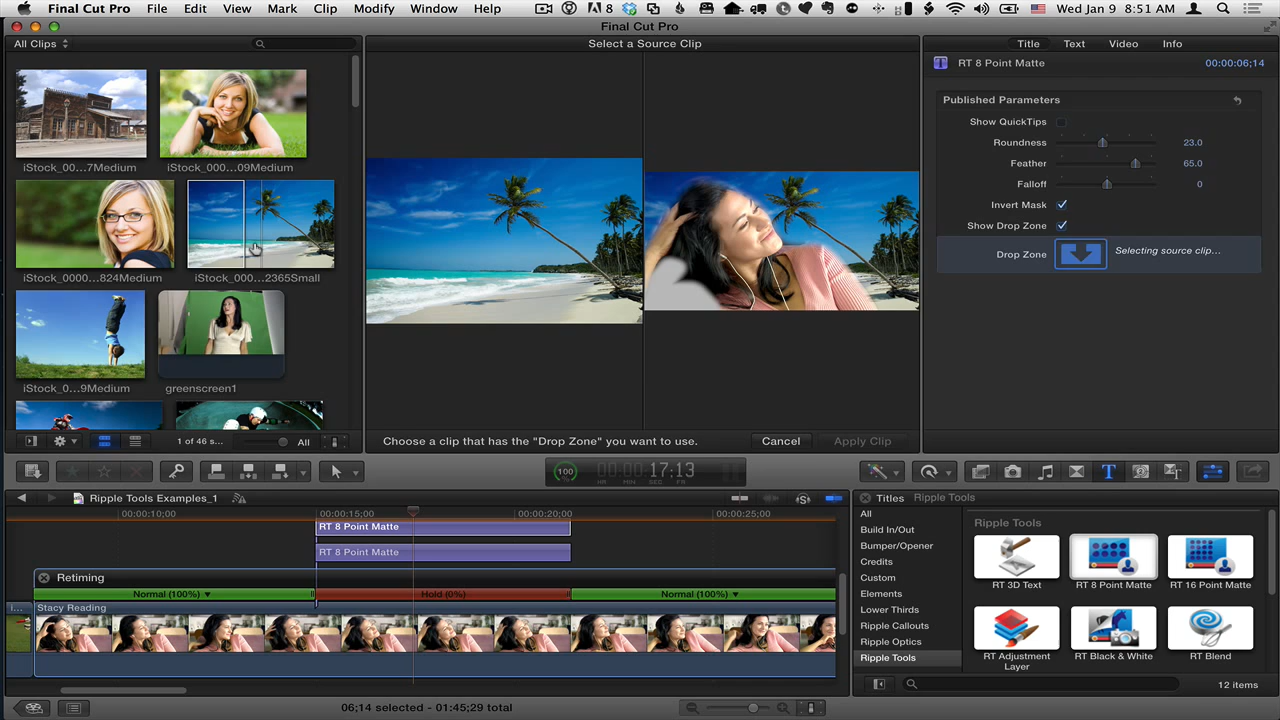 Final Cut Pro File Edit View Mark Clip Modify Window Help 8 Wed Jan 9 8:51 AM
Final Cut Pro
All Clips
Select a Source Clip
Title Text Video Info
RT 8 Point Matte 00:00:06;14
Published Parameters
Show QuickTips
Roundness 23.0
Feather 65.0
Falloff 0
Invert Mask
Show Drop Zone
Drop Zone Selecting source clip...
iStock_00...7Medium iStock_000...09Medium
iStock_0000...824Medium iStock_000...2365Small
iStock_0...9Medium greenscreen1
1 of 46 s... All
Choose a clip that has the "Drop Zone" you want to use. Cancel Apply Clip
100 00:00 17:13
HR MIN SEC FR
Ripple Tools Examples_1
00:00:10;00 00:00:15;00 00:00:20;00 00:00:25;00
RT 8 Point Matte
RT 8 Point Matte
Retiming
Normal (100%) Hold (0%) Normal (100%)
I... Stacy Reading
06;14 selected - 01:45;29 total
Titles Ripple Tools
All
Build In/Out
Bumper/Opener
Credits
Custom
Elements
Lower Thirds
Ripple Callouts
Ripple Optics
Ripple Tools
Ripple Tools
RT 3D Text RT 8 Point Matte RT 16 Point Matte
RT Adjustment Layer RT Black & White RT Blend
12 items